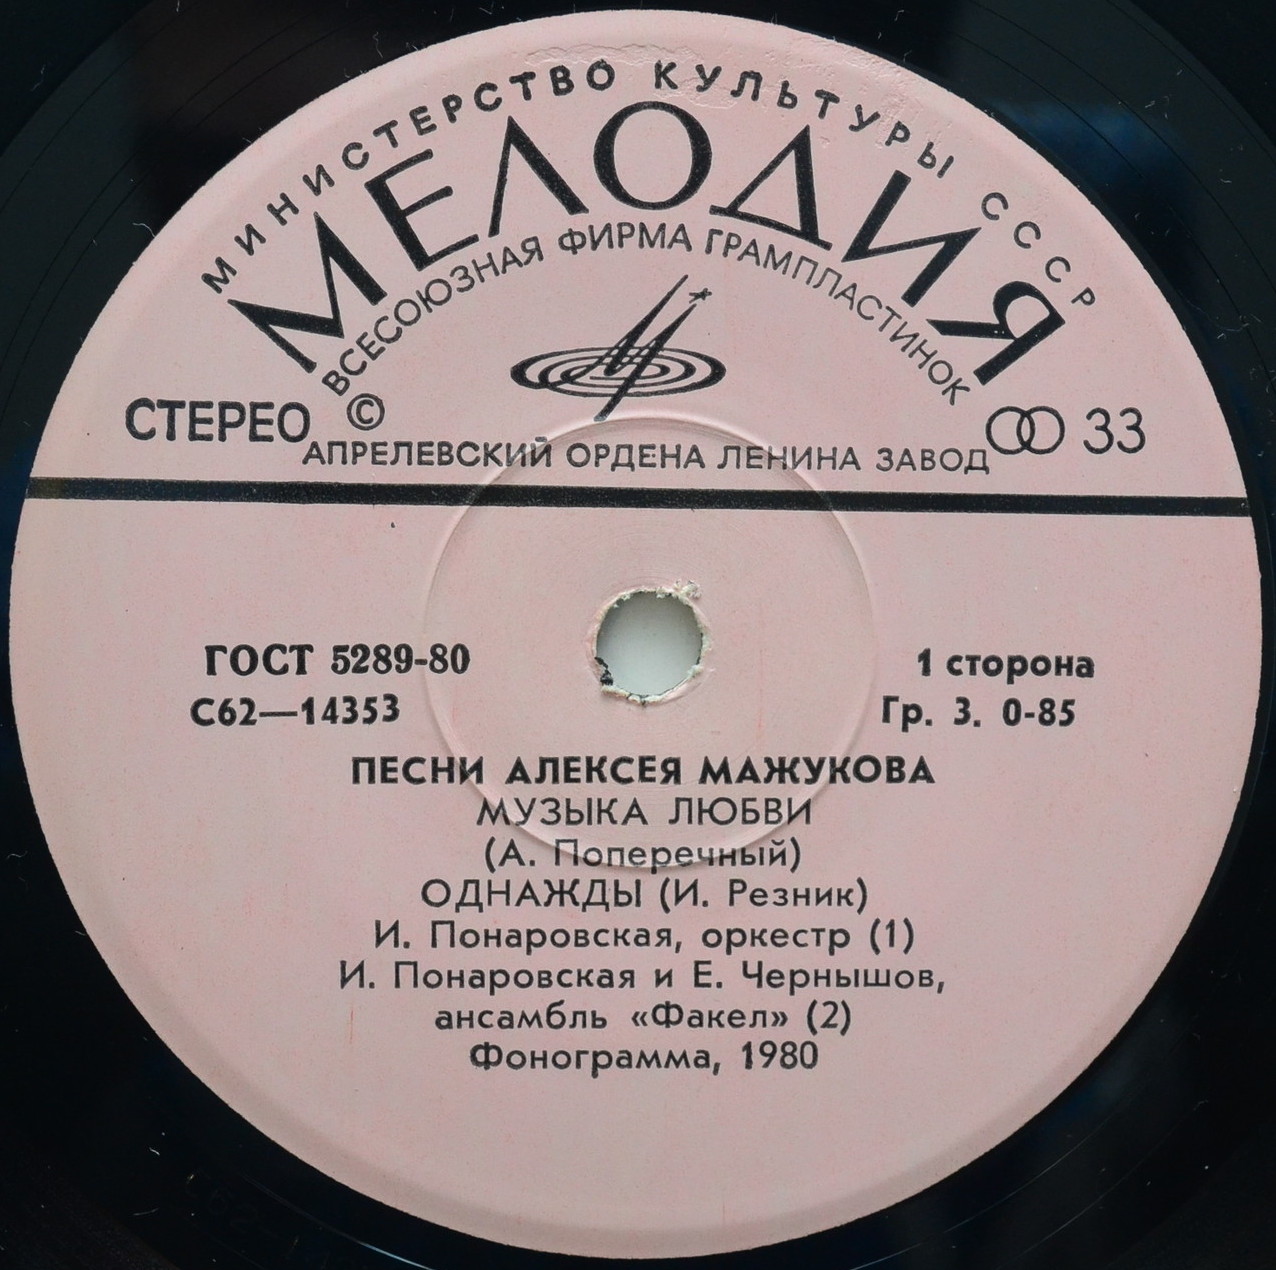 МИНИСТЕРСТВО КУЛЬТУРЫ СССР
МЕЛОДИЯ
ВСЕСОЮЗНАЯ ФИРМА ГРАМПЛАСТИНОК
СТЕРЕО © 33
АПРЕЛЕВСКИЙ ОРДЕНА ЛЕНИНА ЗАВОД
ГОСТ 5289-80 1 сторона
С62—14353 Гр. 3. 0-85
ПЕСНИ АЛЕКСЕЯ МАЖУКОВА
МУЗЫКА ЛЮБВИ
(А. Поперечный)
ОДНАЖДЫ (И. Резник)
И. Понаровская, оркестр (1)
И. Понаровская и Е. Чернышов,
ансамбль «Факел» (2)
Фонограмма, 1980